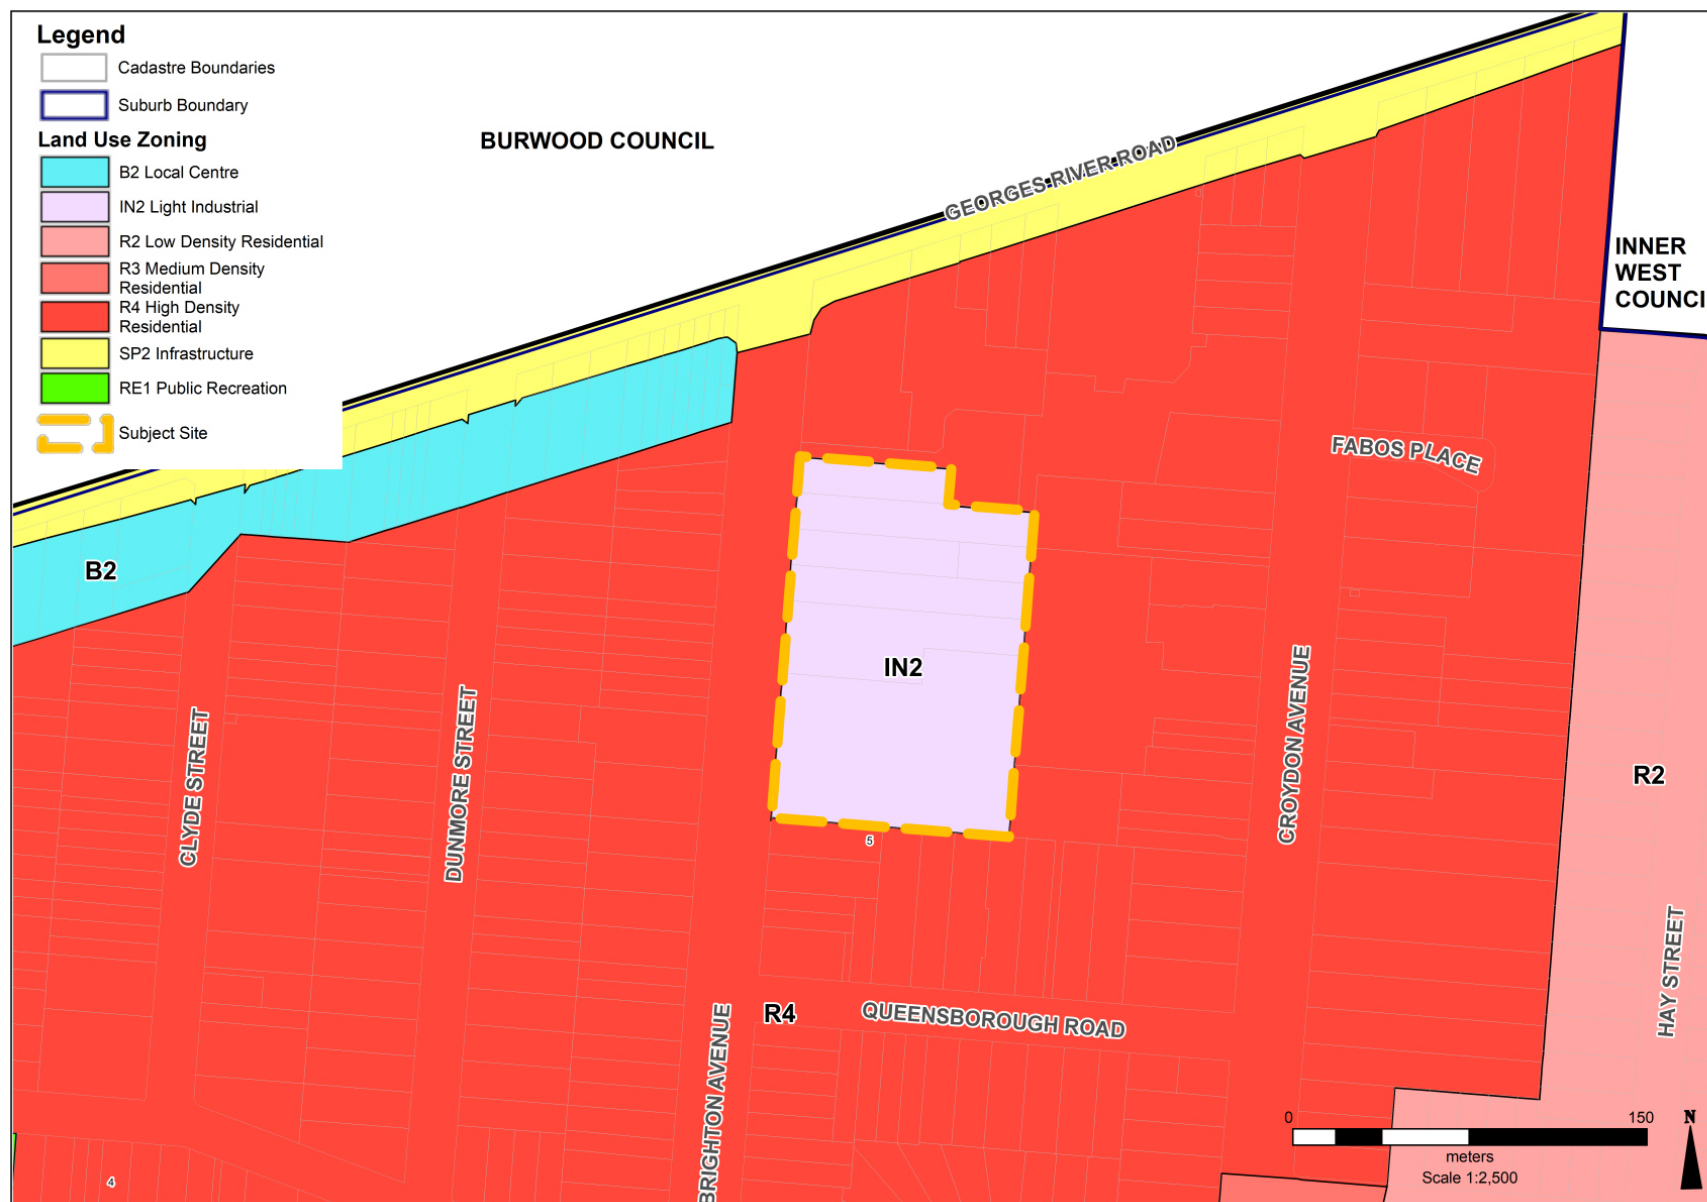 Legend
Cadastre Boundaries
Suburb Boundary
Land Use Zoning
B2 Local Centre
IN2 Light Industrial
R2 Low Density Residential
R3 Medium Density
Residential
R4 High Density
Residential
SP2 Infrastructure
RE1 Public Recreation
Subject Site
BURWOOD COUNCIL
GEORGES RIVER ROAD
INNER
WEST
COUNCI
FABOS PLACE
B2
IN2
CLYDE STREET
DUNMORE STREET
CROYDON AVENUE
R2
5
HAY STREET
R4
QUEENSBOROUGH ROAD
BRIGHTON AVENUE
4
0 150
meters
Scale 1:2,500
N